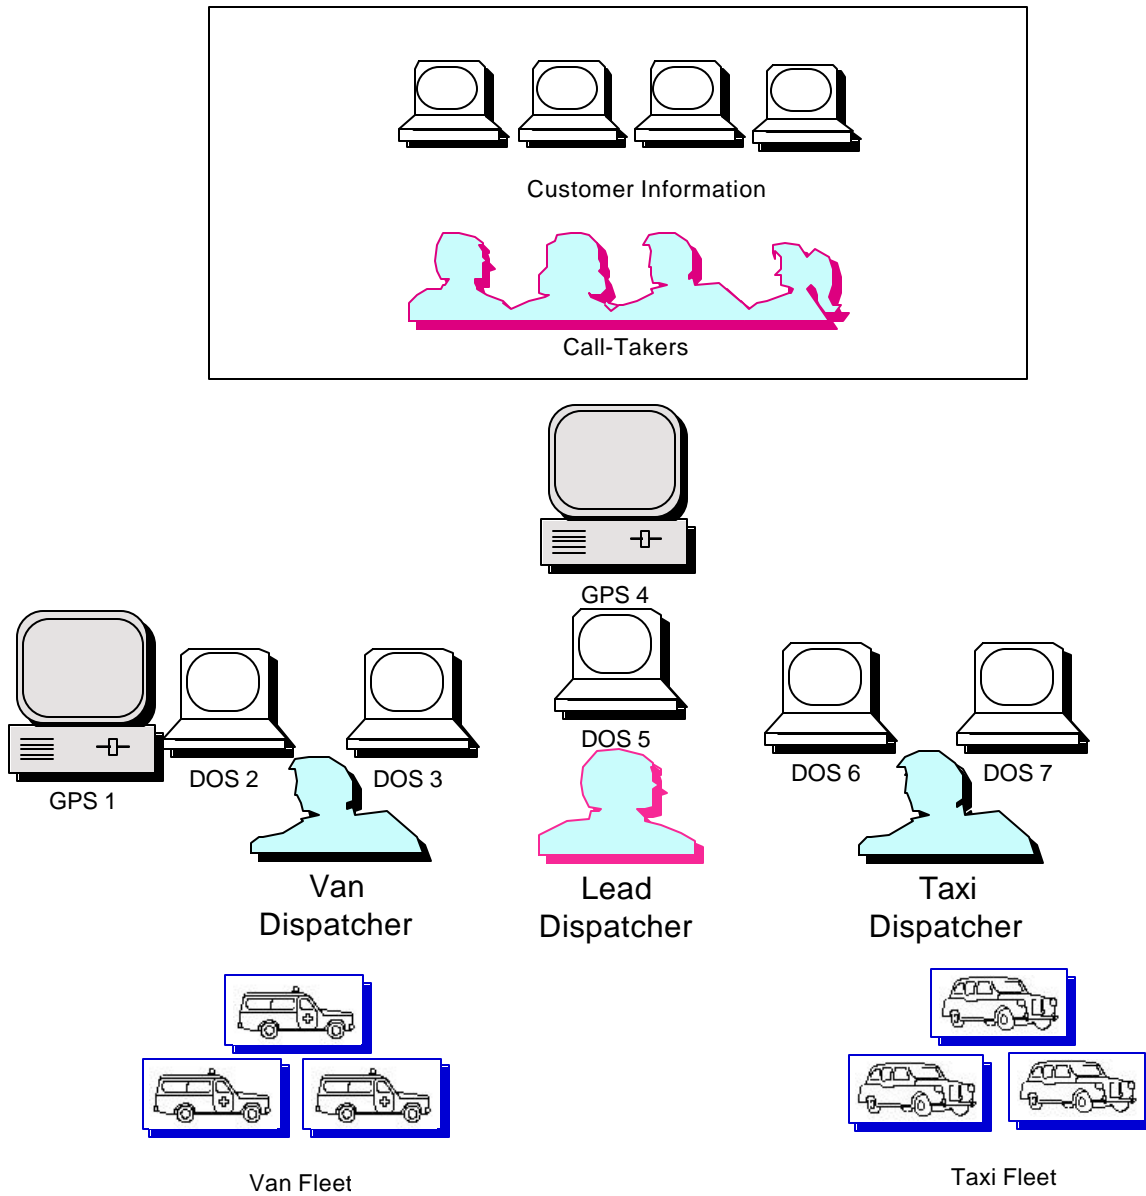 Customer Information
Call-Takers
GPS 4
DOS 5
GPS 1
DOS 2
DOS 3
DOS 6
DOS 7
Van
Dispatcher
Lead
Dispatcher
Taxi
Dispatcher
Van Fleet
Taxi Fleet